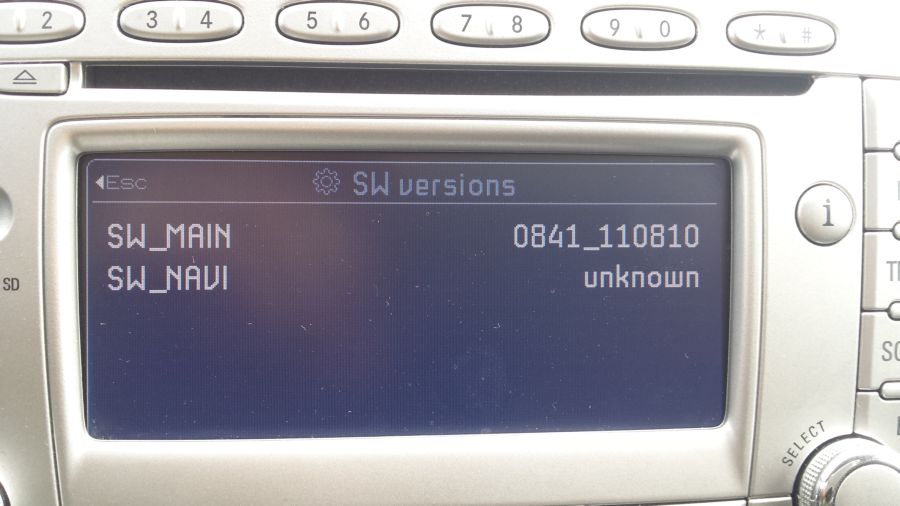 2 3 4 5 6 7 8 9 0 * #
Esc SW versions
SW_MAIN 0841_110810
SW_NAVI unknown
i
SD
SELECT